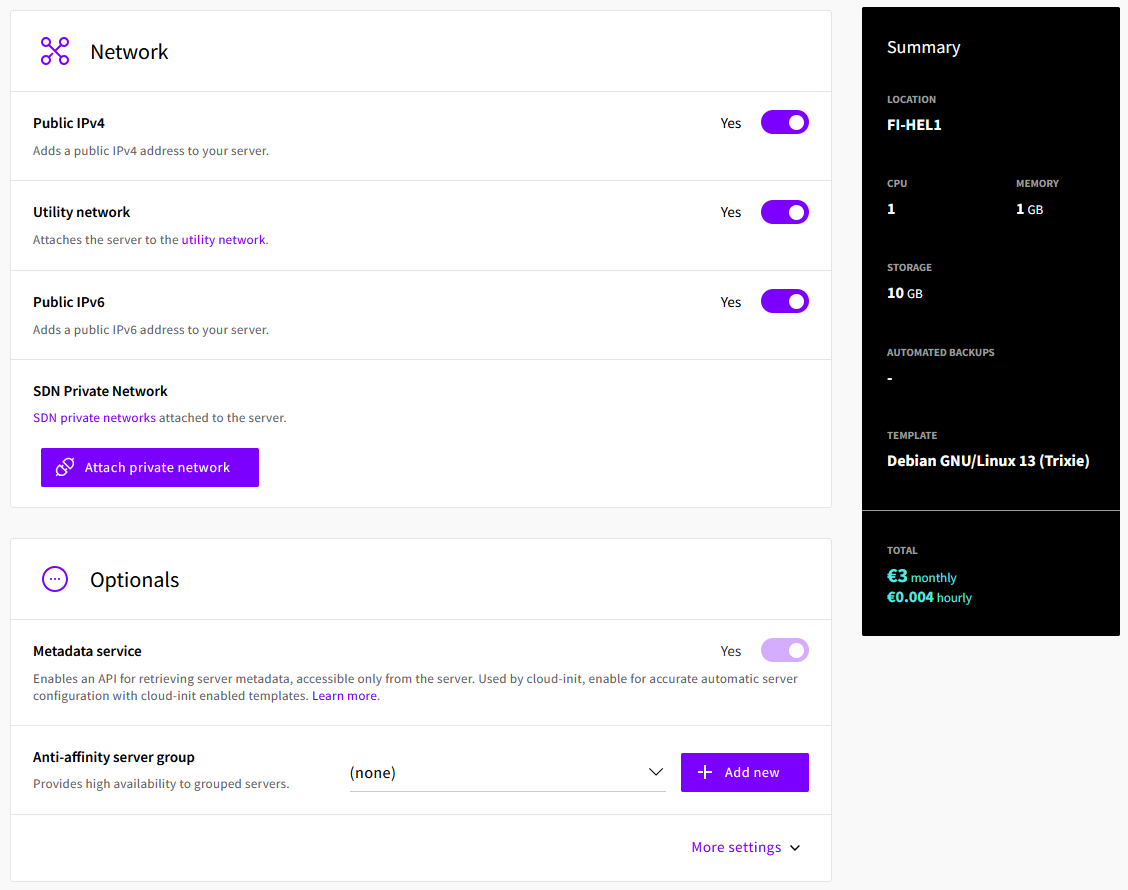 Network
Public IPv4
Yes
Adds a public IPv4 address to your server.
Utility network
Yes
Attaches the server to the utility network.
Public IPv6
Yes
Adds a public IPv6 address to your server.
SDN Private Network
SDN private networks attached to the server.
Attach private network
Optionals
Metadata service
Yes
Enables an API for retrieving server metadata, accessible only from the server. Used by cloud-init, enable for accurate automatic server
configuration with cloud-init enabled templates. Learn more.
Anti-affinity server group
Provides high availability to grouped servers.
(none)
Add new
More settings
Summary
LOCATION
FI-HEL1
CPU
MEMORY
1
1 GB
STORAGE
10 GB
AUTOMATED BACKUPS
-
TEMPLATE
Debian GNU/Linux 13 (Trixie)
TOTAL
€3 monthly
€0.004 hourly